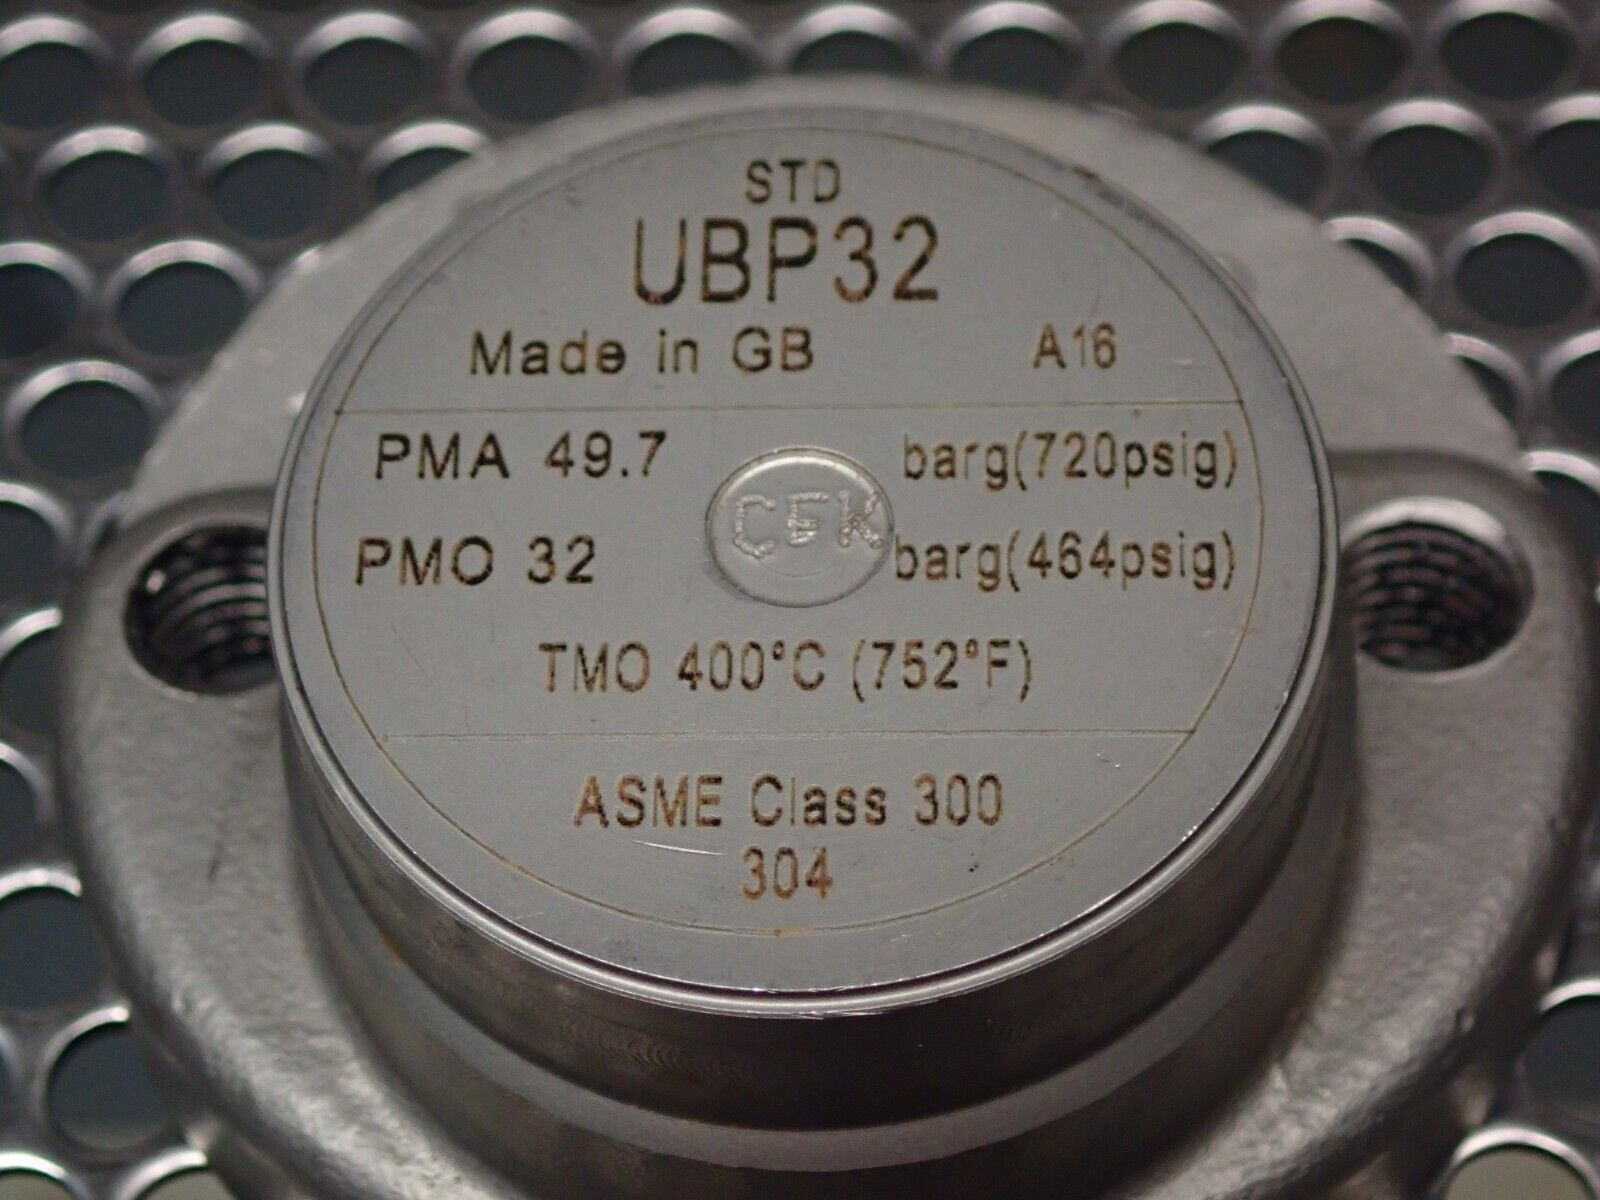 STD
UBP32
Made in GB A16
PMA 49.7 barg(720psig)
PMO 32 barg(464psig)
TMO 400°C (752°F)
ASME Class 300
304